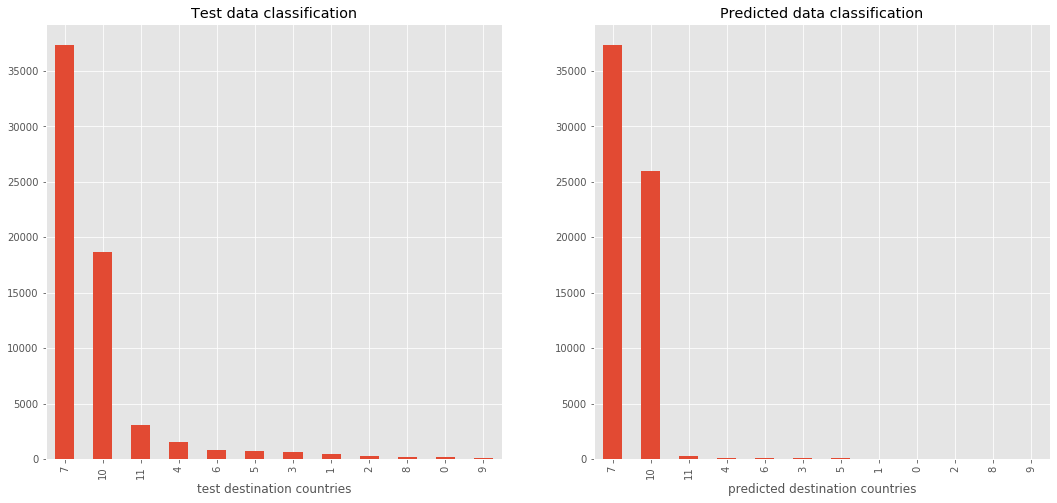 Test data classification
35000
30000
25000
20000
15000
10000
5000
0
7 10 11 4 6 5 3 1 2 8 0 9
test destination countries
Predicted data classification
35000
30000
25000
20000
15000
10000
5000
0
7 10 11 4 6 3 5 1 0 2 8 9
predicted destination countries